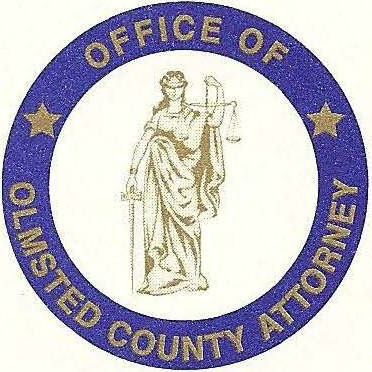 OFFICE OF
OLMSTED COUNTY ATTORNEY